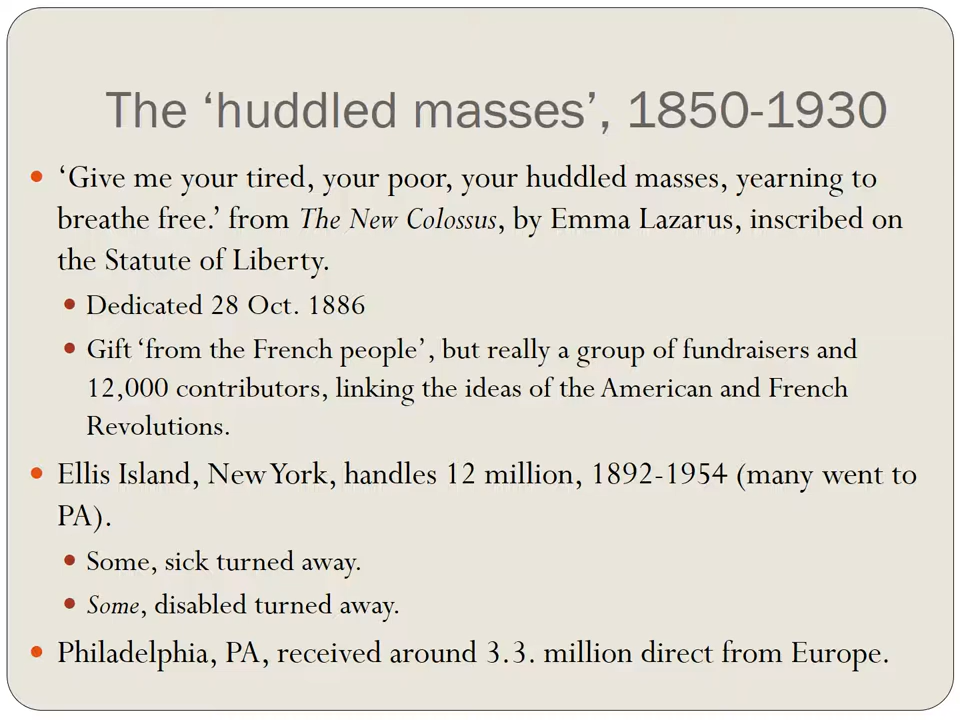 The ‘huddled masses’, 1850-1930
• ‘Give me your tired, your poor, your huddled masses, yearning to
breathe free.’ from The New Colossus, by Emma Lazarus, inscribed on
the Statute of Liberty.
• Dedicated 28 Oct. 1886
• Gift ‘from the French people’, but really a group of fundraisers and
12,000 contributors, linking the ideas of the American and French
Revolutions.
• Ellis Island, New York, handles 12 million, 1892-1954 (many went to
PA).
• Some, sick turned away.
• Some, disabled turned away.
• Philadelphia, PA, received around 3.3. million direct from Europe.